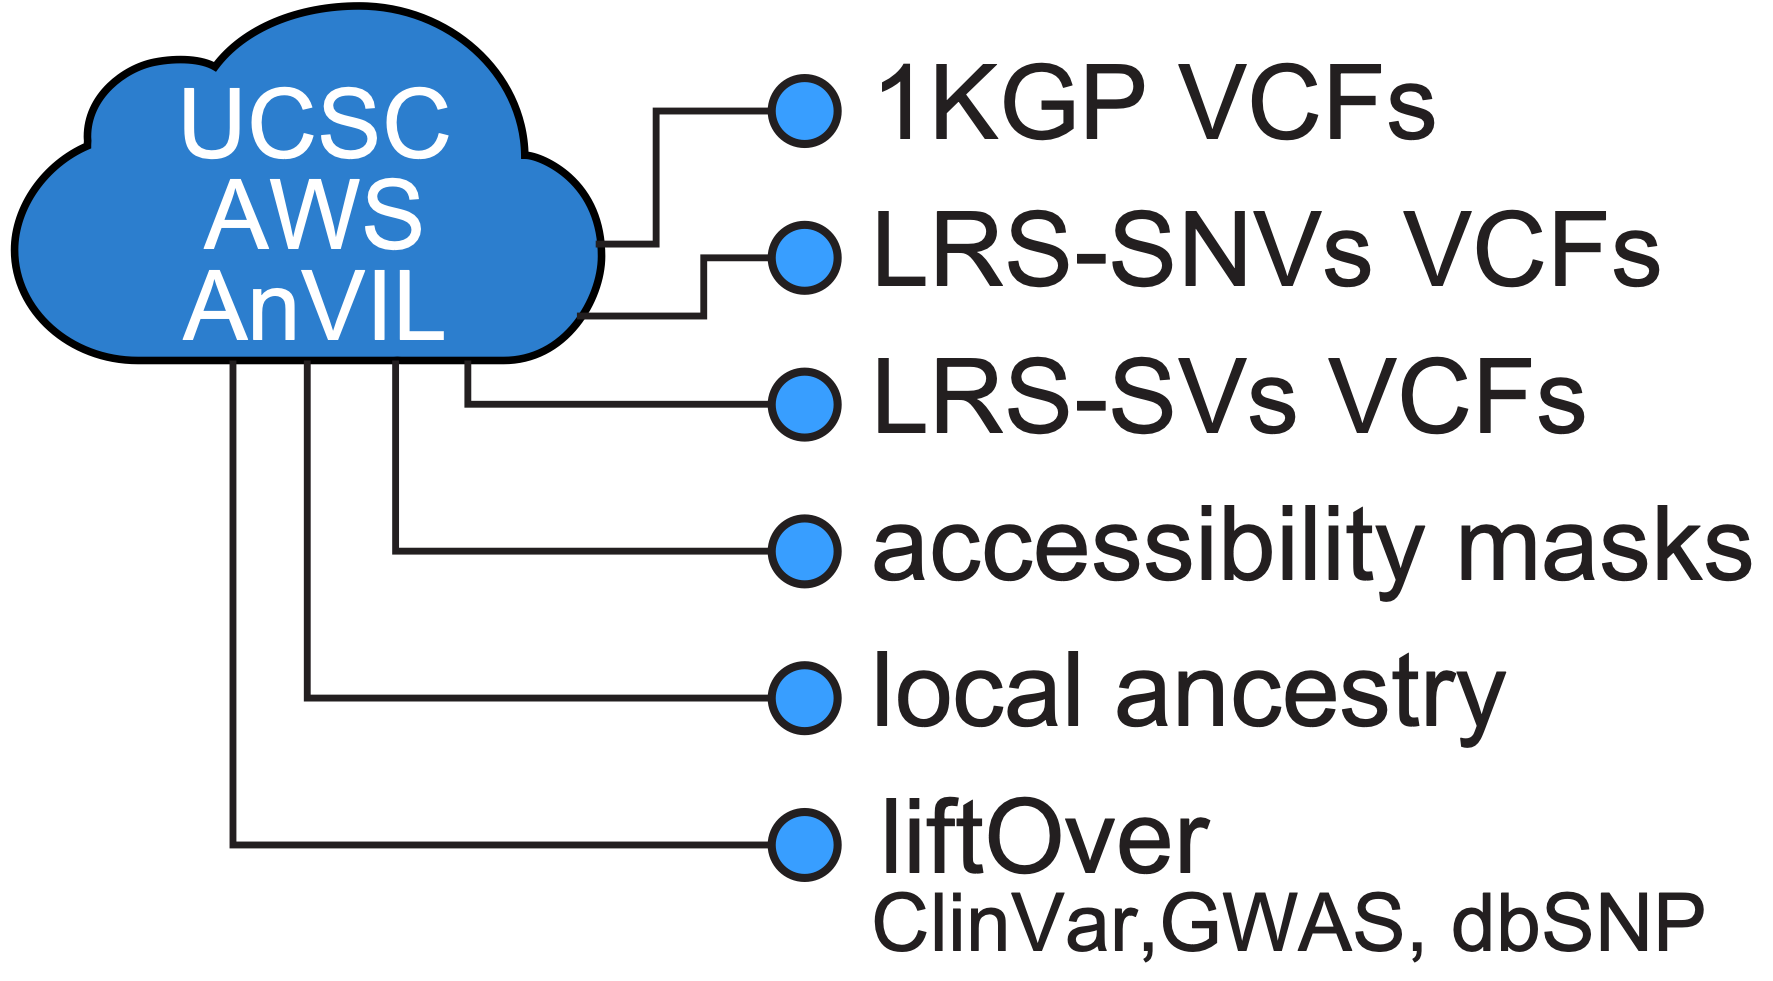 UCSC
AWS
AnVIL
1KGP VCFs
LRS-SNVs VCFs
LRS-SVs VCFs
accessibility masks
local ancestry
liftOver
ClinVar,GWAS, dbSNP